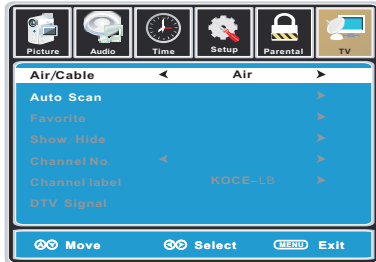 Picture Audio Time Setup Parental TV
Air/Cable Air
Auto Scan
Favorite
Show/Hide
Channel No
Channel label KOCE-LB
DTV Signal
Move Select MENU Exit